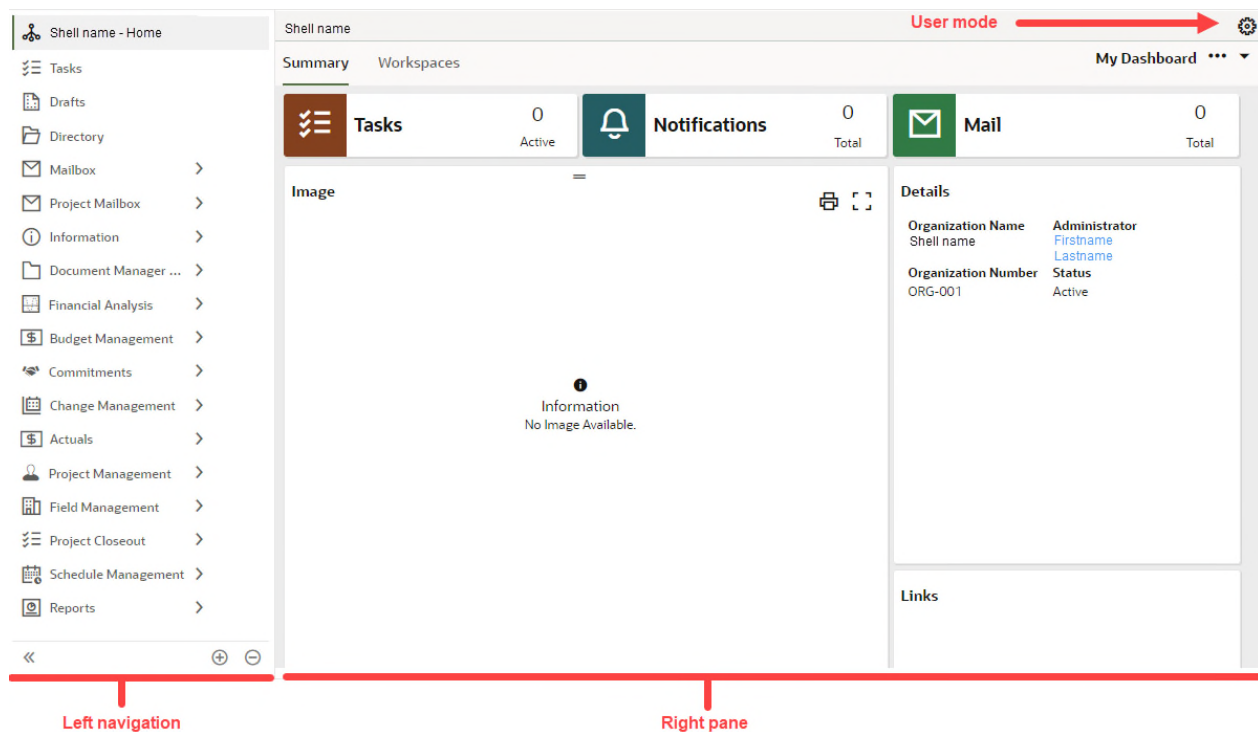 Shell name - Home
Tasks
Drafts
Directory
Mailbox
Project Mailbox
Information
Document Manager ...
Financial Analysis
Budget Management
Commitments
Change Management
Actuals
Project Management
Field Management
Project Closeout
Schedule Management
Reports
Left navigation
Shell name
User mode
Summary Workspaces
My Dashboard
Tasks
0
Active
Notifications
0
Total
Mail
0
Total
Image
Information
No Image Available.
Details
Organization Name
Shell name
Administrator
Firstname
Lastname
Organization Number
ORG-001
Status
Active
Links
Right pane